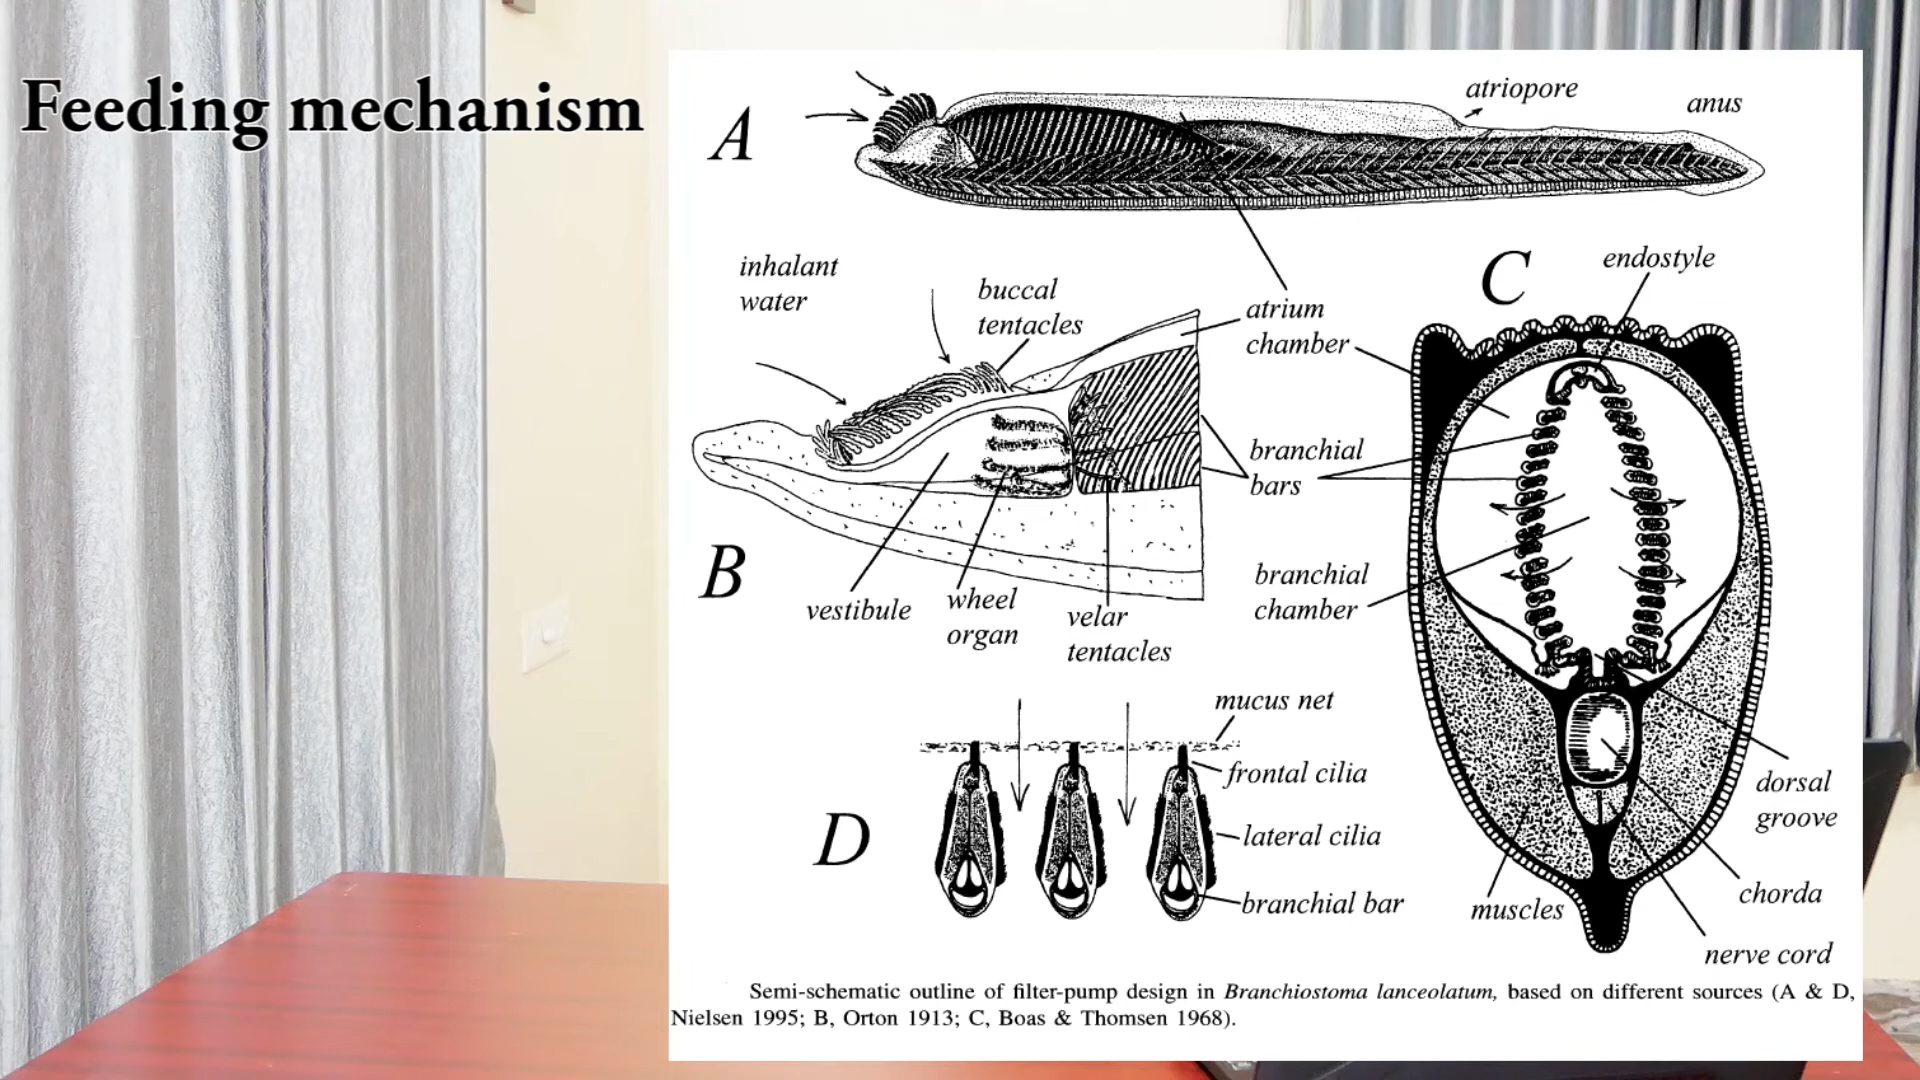 Feeding mechanism
A
atriopore
anus
inhalant
water
buccal
tentacles
atrium
chamber
C
endostyle
branchial
bars
B
vestibule
wheel
organ
velar
tentacles
branchial
chamber
mucus net
frontal cilia
D
lateral cilia
branchial bar
dorsal
groove
chorda
muscles
nerve cord
Semi-schematic outline of filter-pump design in Branchiostoma lanceolatum, based on different sources (A & D,
Nielsen 1995; B, Orton 1913; C, Boas & Thomsen 1968).